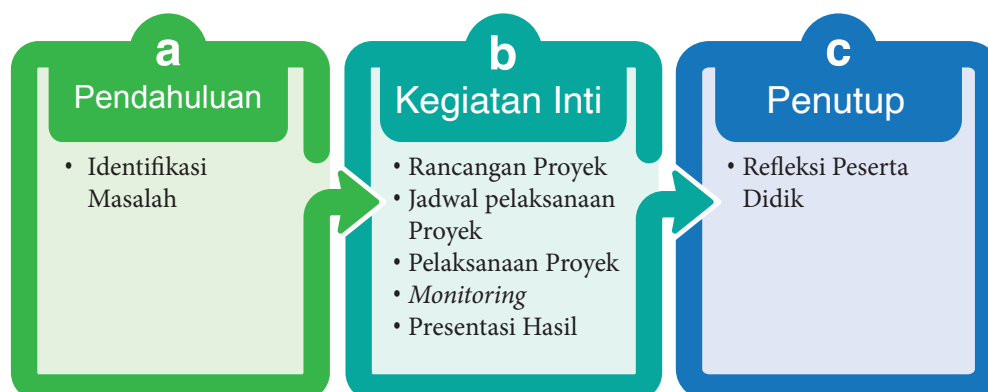 a
Pendahuluan
• Identifikasi
Masalah
b
Kegiatan Inti
• Rancangan Proyek
• Jadwal pelaksanaan
Proyek
• Pelaksanaan Proyek
• Monitoring
• Presentasi Hasil
c
Penutup
• Refleksi Peserta
Didik